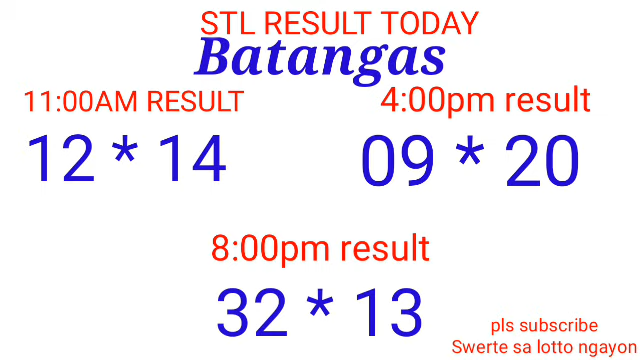 STL RESULT TODAY
Batangas
11:00AM RESULT
12 * 14
4:00pm result
09 * 20
8:00pm result
32 * 13
pls subscribe
Swerte sa lotto ngayon